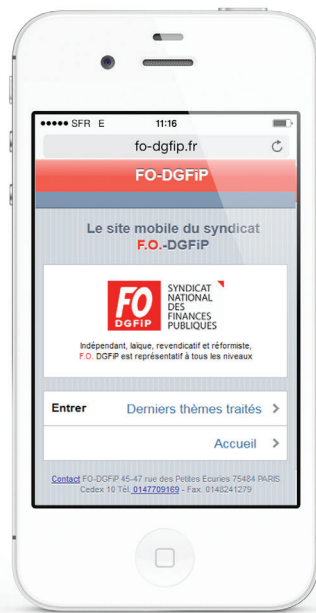 SFR E 11:16
fo-dgfip.fr
FO-DGFiP
Le site mobile du syndicat
F.O.-DGFiP
FO
DGFIP
SYNDICAT
NATIONAL
DES
FINANCES
PUBLIQUES
Indépendant, laïque, revendicatif et réformiste,
F.O. DGFiP est représentatif à tous les niveaux
Entrer Derniers thèmes traités >
Accueil >
Contact FO-DGFiP 45-47 rue des Petites Ecuries 75484 PARIS
Cedex 10 Tél. 0147709169 - Fax. 0148241279